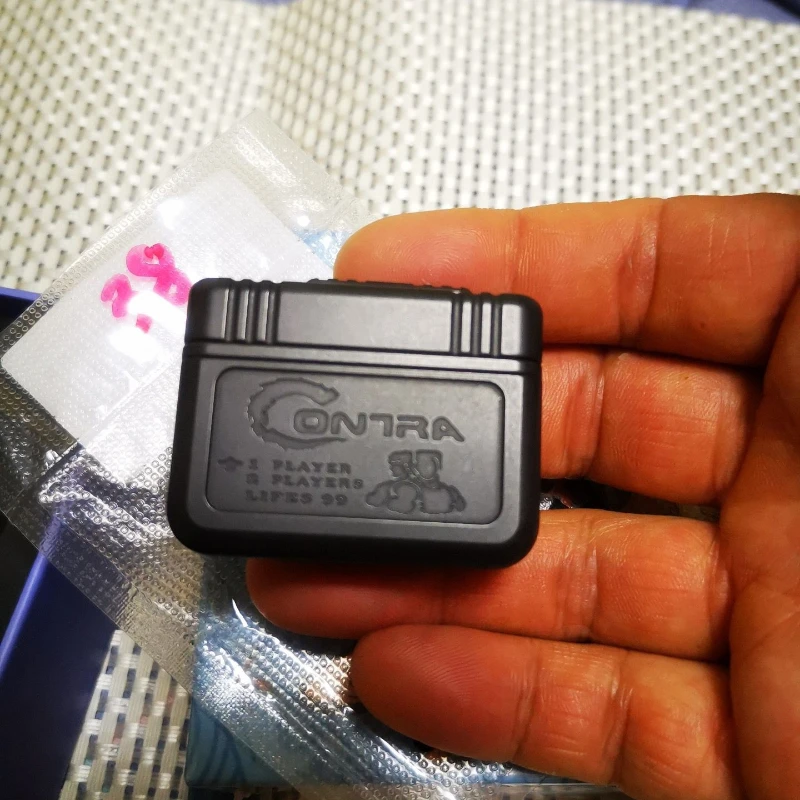 CONTRA
1 PLAYER
2 PLAYERS
LIFES 99